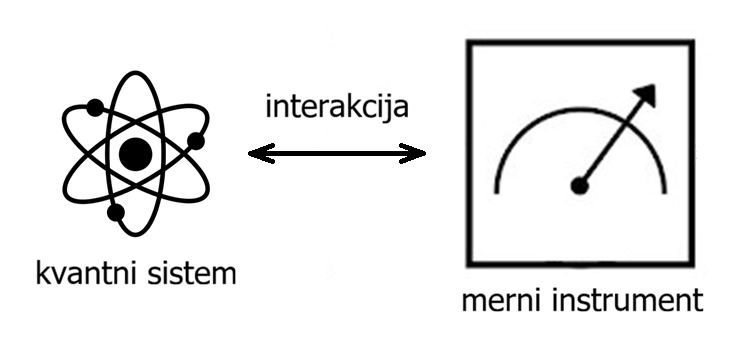 interakcija
kvantni sistem
merni instrument